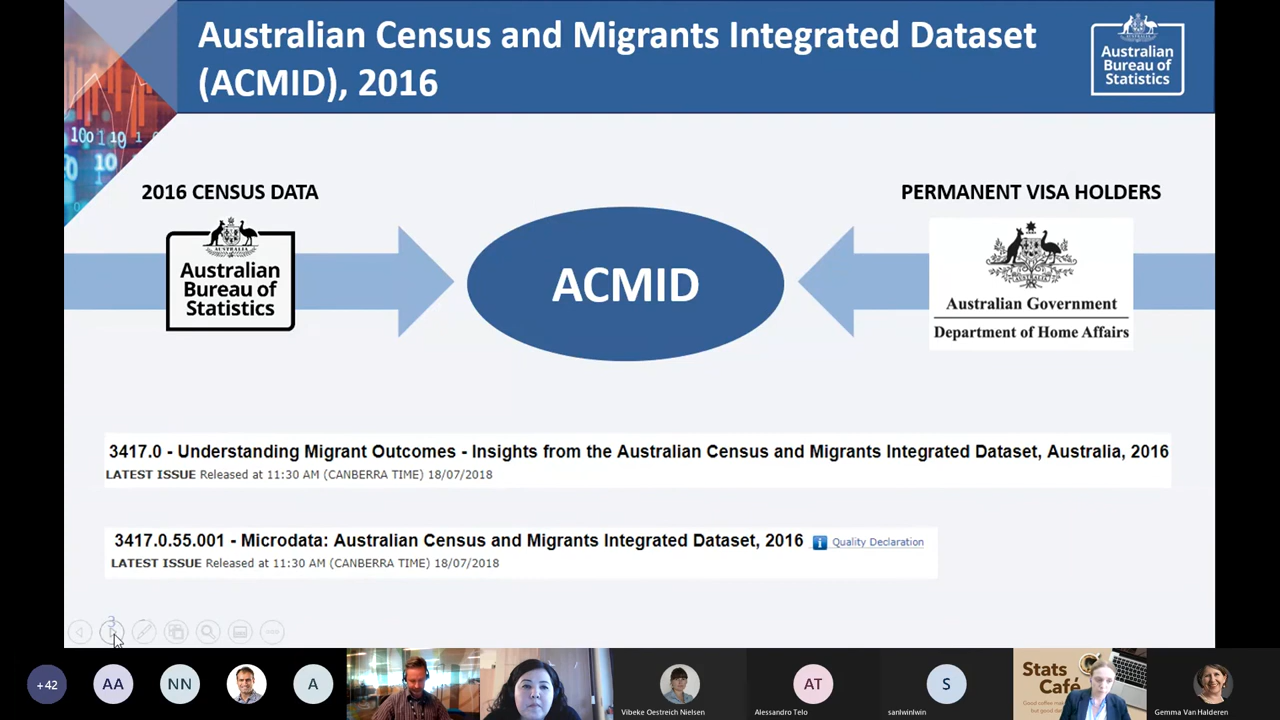 Australian Census and Migrants Integrated Dataset
(ACMID), 2016
Australian
Bureau of
Statistics
2016 CENSUS DATA
Australian
Bureau of
Statistics
ACMID
PERMANENT VISA HOLDERS
Australian Government
Department of Home Affairs
3417.0 - Understanding Migrant Outcomes - Insights from the Australian Census and Migrants Integrated Dataset, Australia, 2016
LATEST ISSUE Released at 11:30 AM (CANBERRA TIME) 18/07/2018
3417.0.55.001 - Microdata: Australian Census and Migrants Integrated Dataset, 2016 Quality Declaration
LATEST ISSUE Released at 11:30 AM (CANBERRA TIME) 18/07/2018
3
+42
AA
NN
A
Vibeke Oestreich Nielsen
AT
Alessandro Telo
S
sanlwinlwin
Stats
Café
Gemma Van Halderen